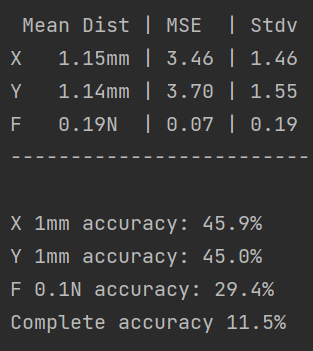 Mean Dist | MSE | Stdv
X 1.15mm | 3.46 | 1.46
Y 1.14mm | 3.70 | 1.55
F 0.19N | 0.07 | 0.19
-------------------------
X 1mm accuracy: 45.9%
Y 1mm accuracy: 45.0%
F 0.1N accuracy: 29.4%
Complete accuracy 11.5%